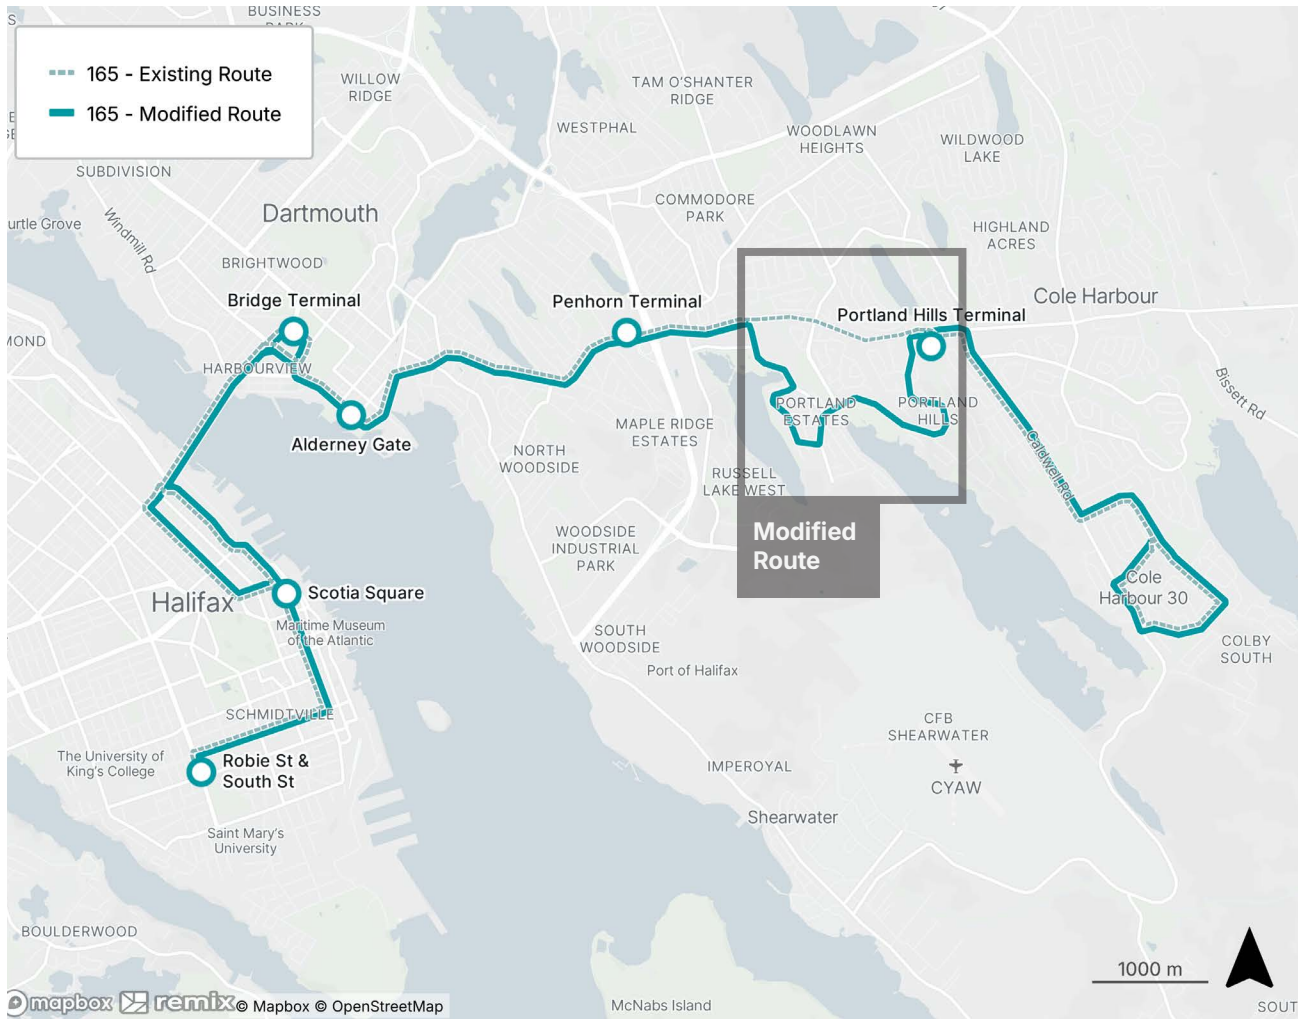 BUSINESS
165 - Existing Route
165 - Modified Route
WILLOW
RIDGE
TAM O'SHANTER
RIDGE
WESTPHAL
WOODLAWN
HEIGHTS
WILDWOOD
LAKE
SUBDIVISION
COMMODORE
PARK
urtle Grove
Windmill Rd
Dartmouth
HIGHLAND
ACRES
BRIGHTWOOD
Bridge Terminal
Penhorn Terminal
Portland Hills Terminal
Cole Harbour
MOND
HARBOURVIEW
Bissett Rd
PORTLAND
ESTATES
PORTLAND
HILLS
Alderney Gate
MAPLE RIDGE
ESTATES
NORTH
WOODSIDE
Caldwell Rd
RUSSELL
LAKE WEST
WOODSIDE
INDUSTRIAL
PARK
Modified
Route
Cole
Harbour 30
Scotia Square
Halifax
Maritime Museum
of the Atlantic
SOUTH
WOODSIDE
COLBY
SOUTH
Port of Halifax
SCHMIDTVILLE
CFB
SHEARWATER
The University of
King's College
Robie St &
South St
IMPEROYAL
CYAW
Shearwater
Saint Mary's
University
BOULDERWOOD
1000 m
mapbox remix © Mapbox © OpenStreetMap
McNabs Island
SOUT